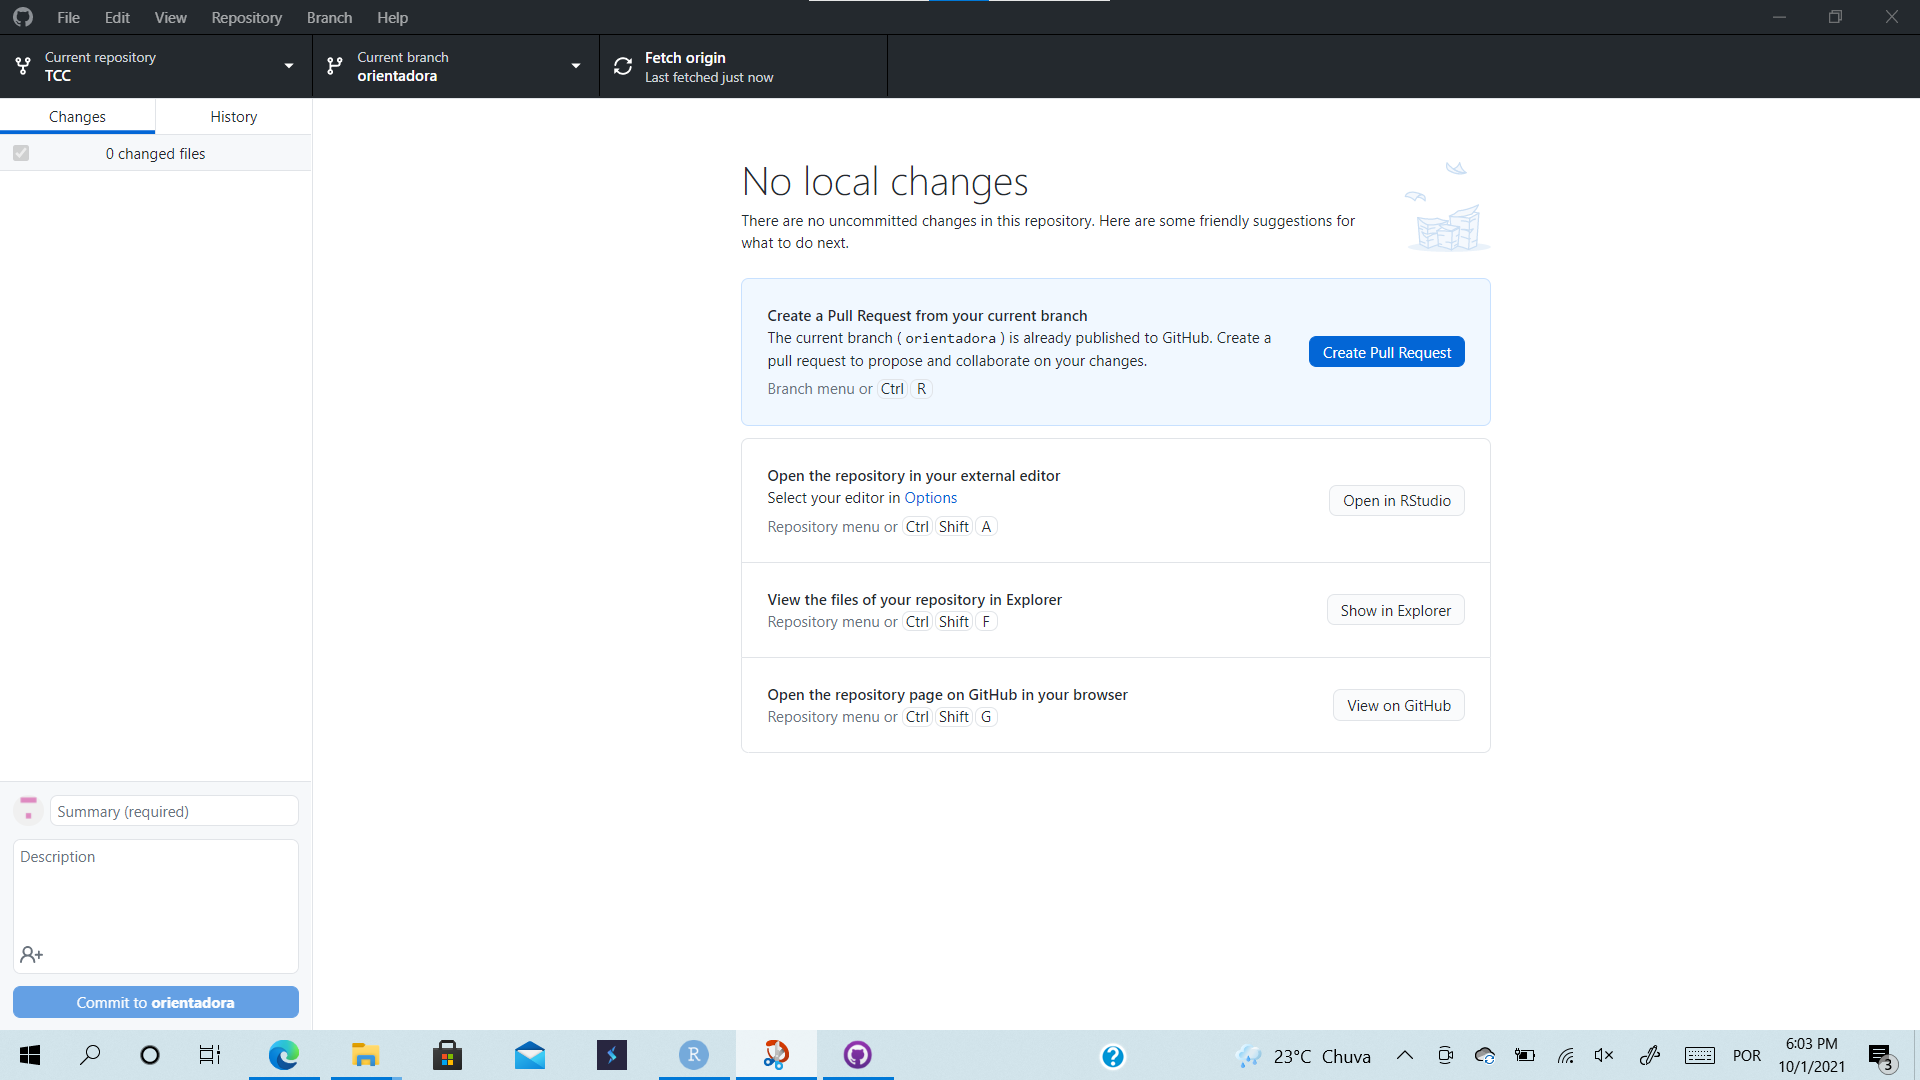 File Edit View Repository Branch Help
Current repository
TCC
Current branch
orientadora
Fetch origin
Last fetched just now
Changes
History
0 changed files
No local changes
There are no uncommitted changes in this repository. Here are some friendly suggestions for
what to do next.
Create a Pull Request from your current branch
The current branch ( orientadora ) is already published to GitHub. Create a
pull request to propose and collaborate on your changes.
Branch menu or Ctrl R
Create Pull Request
Open the repository in your external editor
Select your editor in Options
Repository menu or Ctrl Shift A
Open in RStudio
View the files of your repository in Explorer
Repository menu or Ctrl Shift F
Show in Explorer
Open the repository page on GitHub in your browser
Repository menu or Ctrl Shift G
View on GitHub
Summary (required)
Description
Commit to orientadora
R
?
23°C Chuva
POR
6:03 PM
10/1/2021
3